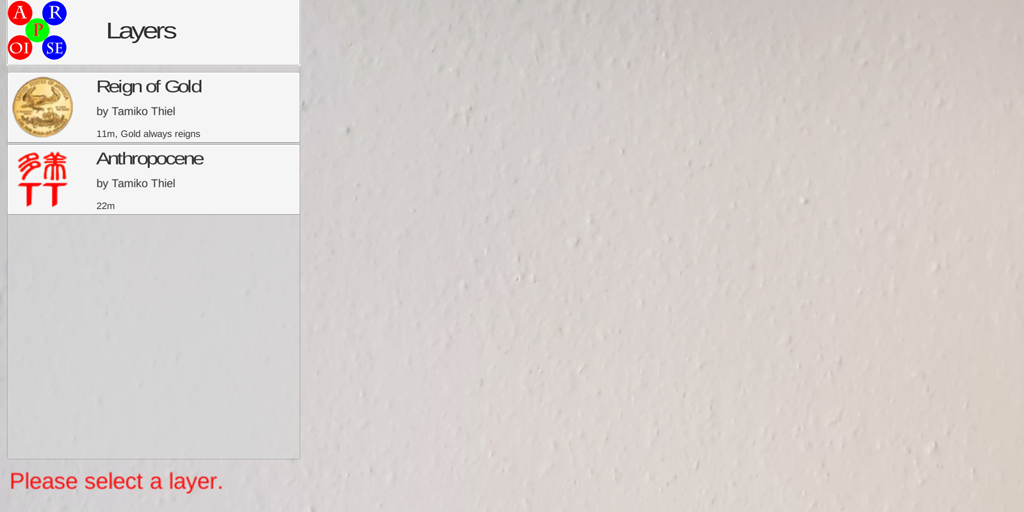 A R
P
OI SE
Layers
Reign of Gold
by Tamiko Thiel
11m, Gold always reigns
Anthropocene
by Tamiko Thiel
22m
TT
Please select a layer.